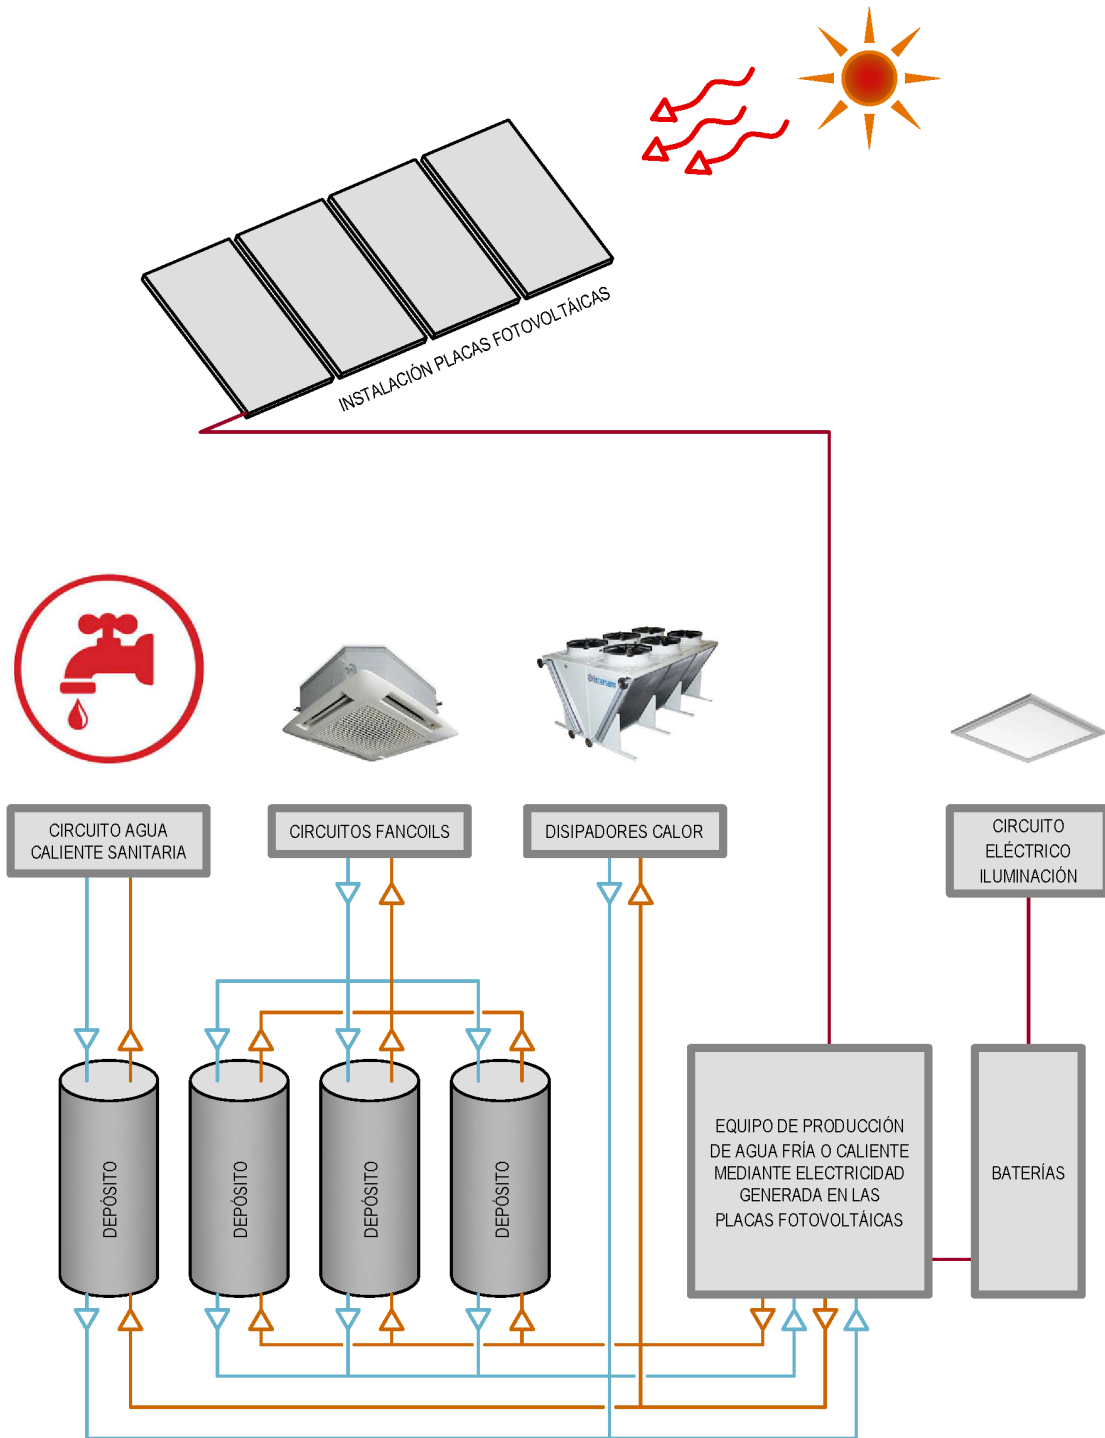 INSTALACIÓN PLACAS FOTOVOLTÁICAS
CIRCUITO AGUA
CALIENTE SANITARIA
CIRCUITOS FANCOILS
DISIPADORES CALOR
CIRCUITO
ELÉCTRICO
ILUMINACIÓN
DEPÓSITO
DEPÓSITO
DEPÓSITO
DEPÓSITO
EQUIPO DE PRODUCCIÓN
DE AGUA FRÍA O CALIENTE
MEDIANTE ELECTRICIDAD
GENERADA EN LAS
PLACAS FOTOVOLTÁICAS
BATERÍAS